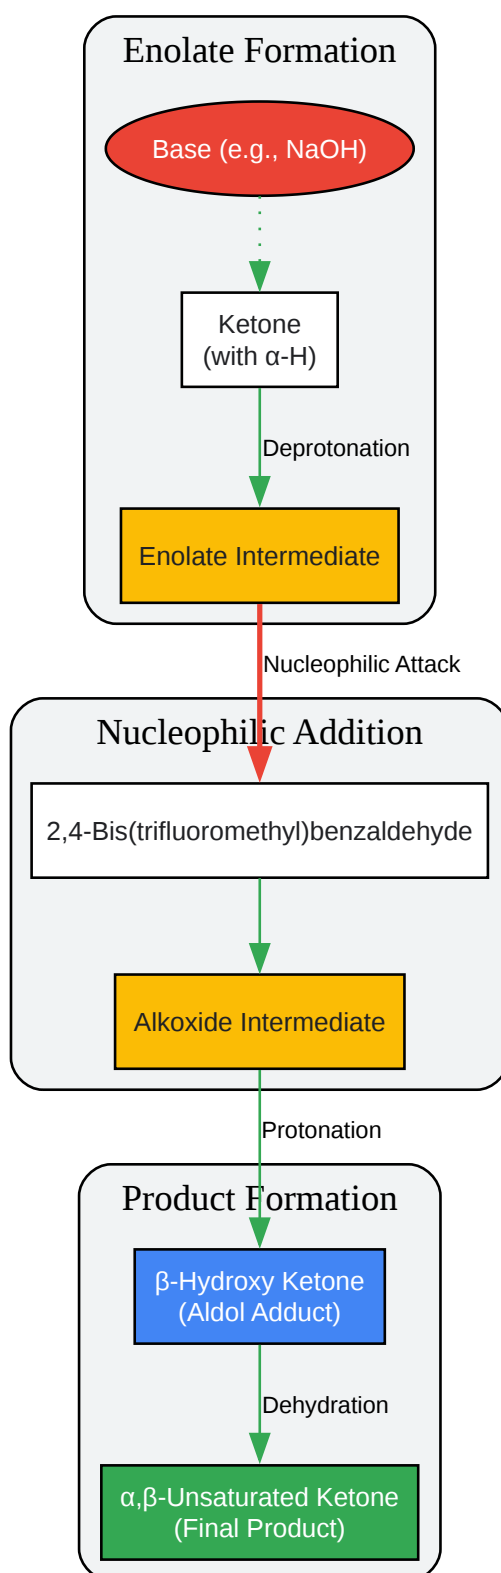 Enolate Formation
Base (e.g., NaOH)
Ketone
(with α-H)
Deprotonation
Enolate Intermediate
Nucleophilic Attack
Nucleophilic Addition
2,4-Bis(trifluoromethyl)benzaldehyde
Alkoxide Intermediate
Protonation
Product Formation
β-Hydroxy Ketone
(Aldol Adduct)
Dehydration
α,β-Unsaturated Ketone
(Final Product)